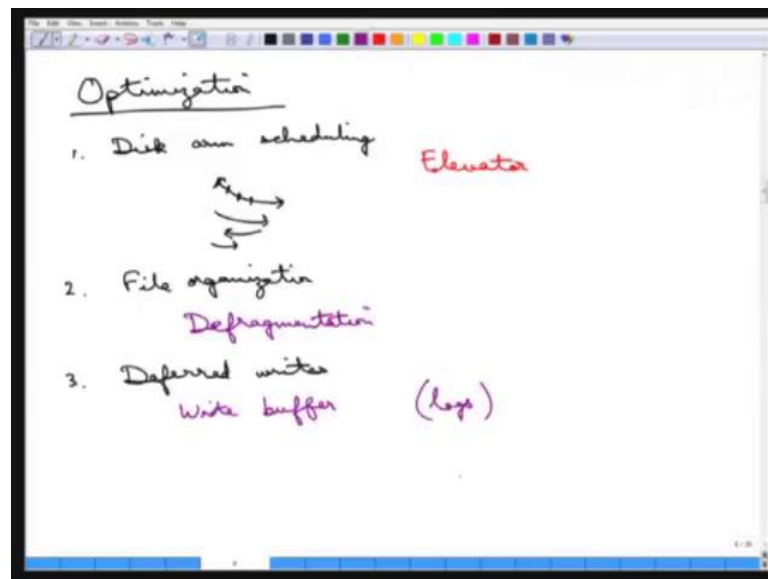 Optimization
1. Disk arm scheduling
Elevator
2. File organization
Defragmentation
3. Deferred writes
Write buffer (logs)